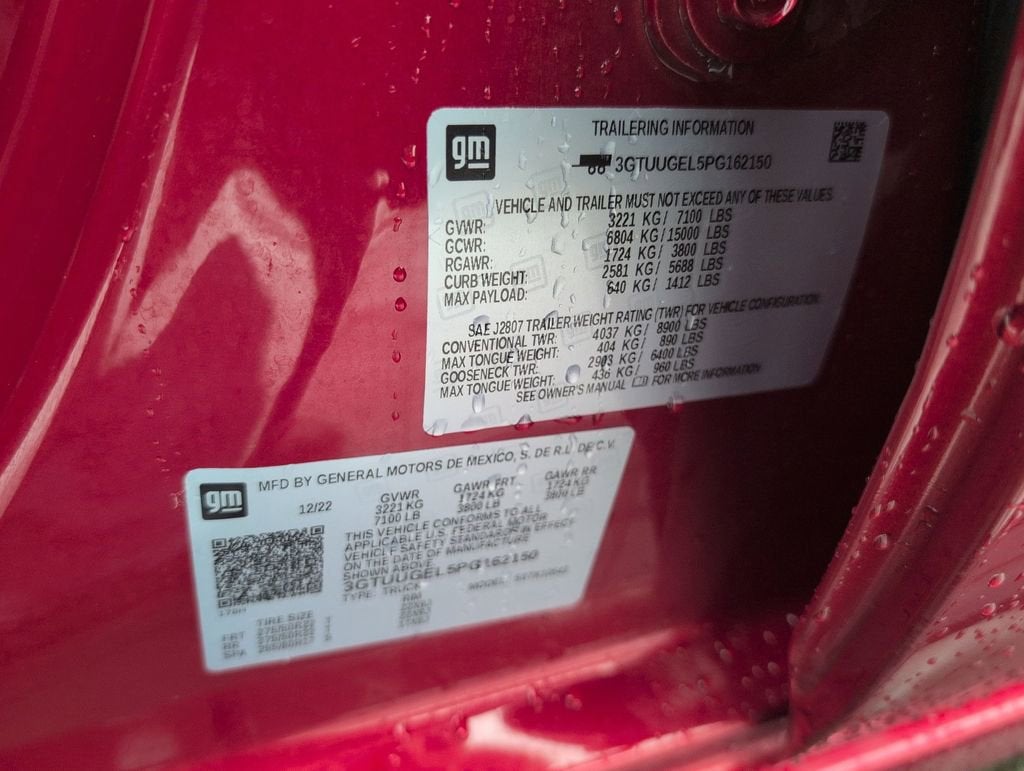 gm
TRAILERING INFORMATION
3GTUUGEL5PG162150
VEHICLE AND TRAILER MUST NOT EXCEED ANY OF THESE VALUES
GVWR: 3221 KG/ 7100 LBS
GCWR: 6804 KG/15000 LBS
RGAWR: 1724 KG/ 3800 LBS
CURB WEIGHT: 2581 KG/ 5688 LBS
MAX PAYLOAD: 640 KG/ 1412 LBS
SAE J2807 TRAILER WEIGHT RATING (TWR) FOR VEHICLE CONFIGURATION
CONVENTIONAL TWR: 4037 KG/ 8900 LBS
MAX TONGUE WEIGHT: 404 KG/ 890 LBS
GOOSENECK TWR: 2903 KG/ 6400 LBS
MAX TONGUE WEIGHT: 436 KG/ 960 LBS
SEE OWNER'S MANUAL FOR MORE INFORMATION
gm
MFD BY GENERAL MOTORS DE MEXICO, S. DE R.L. DE C.V.
12/22 GVWR GAWR FRT GAWR RR
3221 KG 1724 KG 1724 KG
7100 LB 3800 LB 3800 LB
THIS VEHICLE CONFORMS TO ALL
APPLICABLE U.S. FEDERAL MOTOR
VEHICLE SAFETY STANDARDS IN EFFECT
ON THE DATE OF MANUFACTURE
SHOWN ABOVE.
3GTUUGEL5PG162150
TYPE: TRUCK MODEL:
TIRE SIZE RIM
FRT
RR
SPA